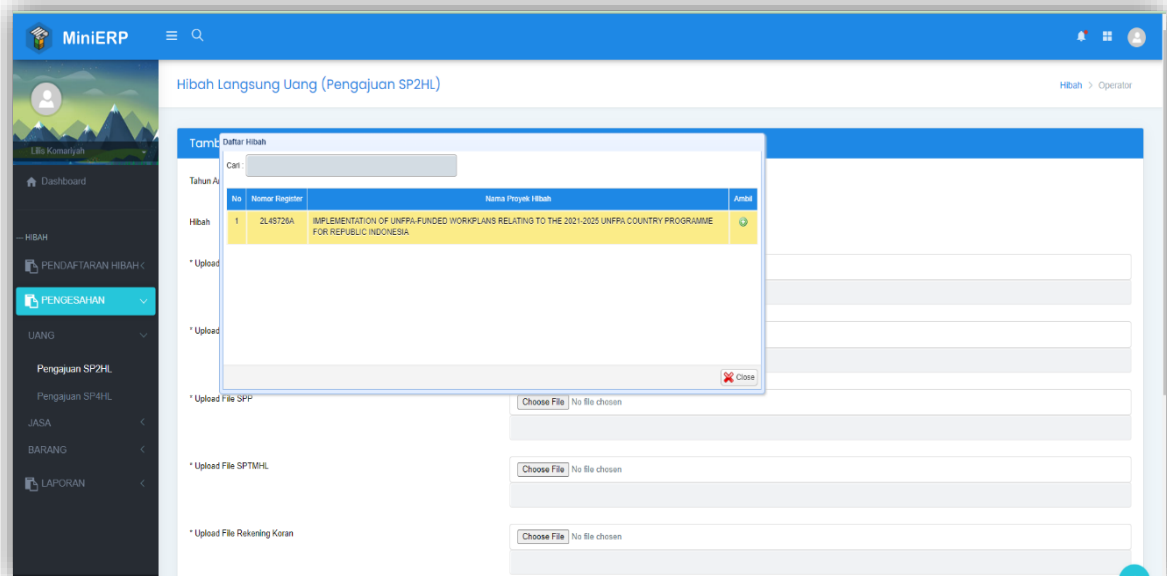 MiniERP
Hibah Langsung Uang (Pengajuan SP2HL)
Hibah > Operator
Lilis Komariyah
Dashboard
— HIBAH
PENDAFTARAN HIBAH
PENGESAHAN
UANG
Pengajuan SP2HL
Pengajuan SP4HL
JASA
BARANG
LAPORAN
Tamb
Tahun A
Hibah
* Upload
* Upload
Daftar Hibah
Cari :
No Nomor Register Nama Proyek Hibah Ambil
1 2L4S726A IMPLEMENTATION OF UNFPA-FUNDED WORKPLANS RELATING TO THE 2021-2025 UNFPA COUNTRY PROGRAMME
FOR REPUBLIC INDONESIA
Close
* Upload File SPP Choose File No file chosen
* Upload File SPTMHL Choose File No file chosen
* Upload File Rekening Koran Choose File No file chosen